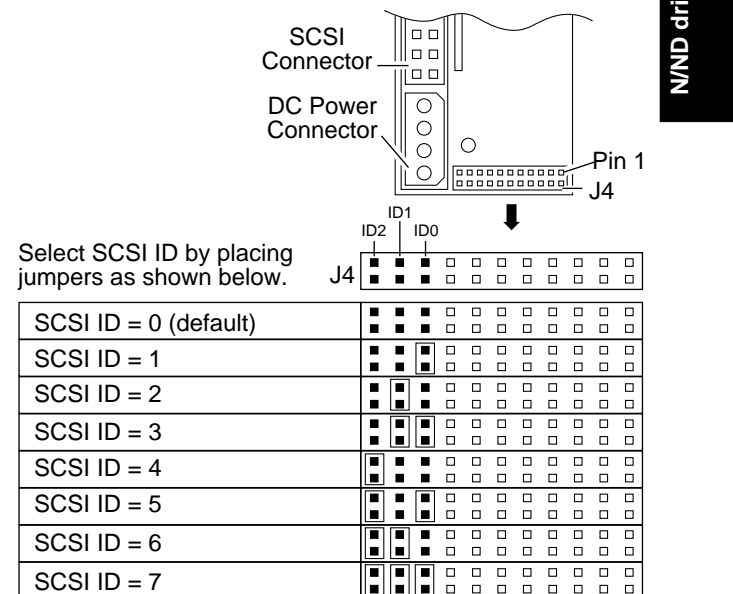 SCSI
Connector
DC Power
Connector
N/ND dri
Pin 1
J4
ID1
ID2 ID0
Select SCSI ID by placing
jumpers as shown below.
J4
SCSI ID = 0 (default)
SCSI ID = 1
SCSI ID = 2
SCSI ID = 3
SCSI ID = 4
SCSI ID = 5
SCSI ID = 6
SCSI ID = 7